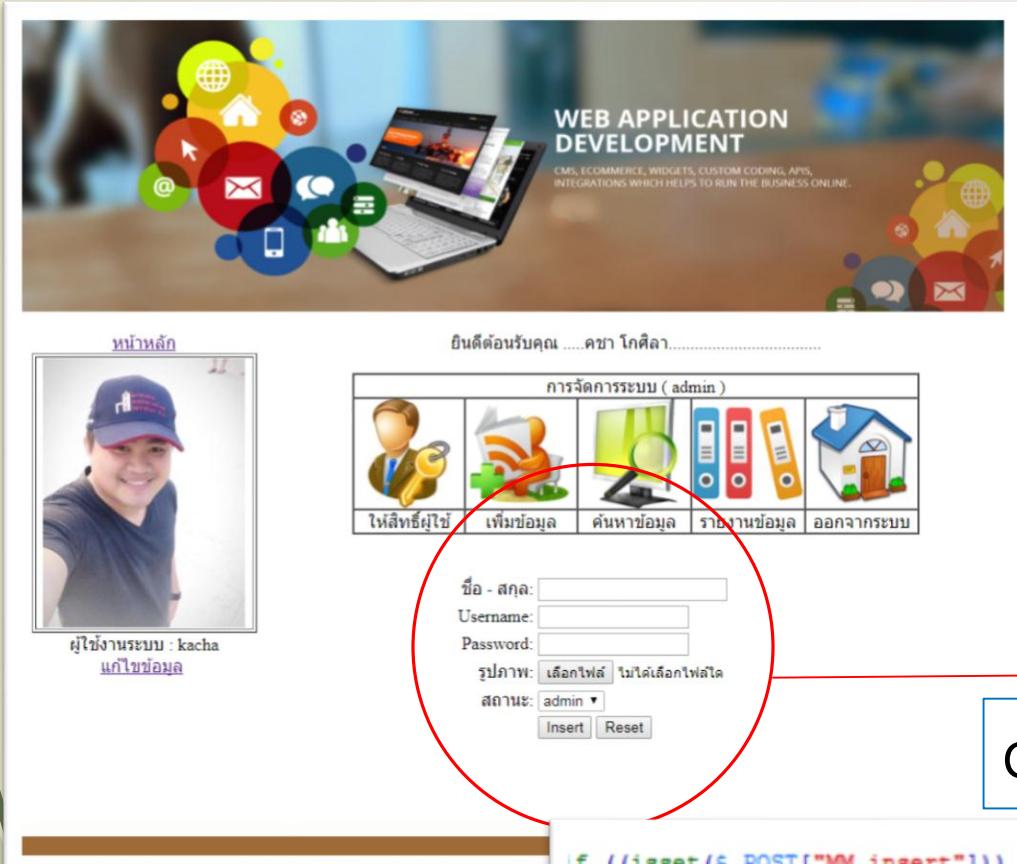 WEB APPLICATION
DEVELOPMENT
CMS, ECOMMERCE, WIDGETS, CUSTOM CODING, APIS,
INTEGRATIONS WHICH HELPS TO RUN THE BUSINESS ONLINE.
หน้าหลัก
ยินดีต้อนรับคุณ .....คชา โกศิลา...................................
การจัดการระบบ ( admin )
ให้สิทธิ์ผู้ใช้ เพิ่มข้อมูล ค้นหาข้อมูล รายงานข้อมูล ออกจากระบบ
ชื่อ - สกุล:
Username:
Password:
รูปภาพ: เลือกไฟล์ ไม่ได้เลือกไฟล์ใด
สถานะ: admin
Insert Reset
ผู้ใช้งานระบบ : kacha
แก้ไขข้อมูล
if ((isset($_POST["MM_insert"]))